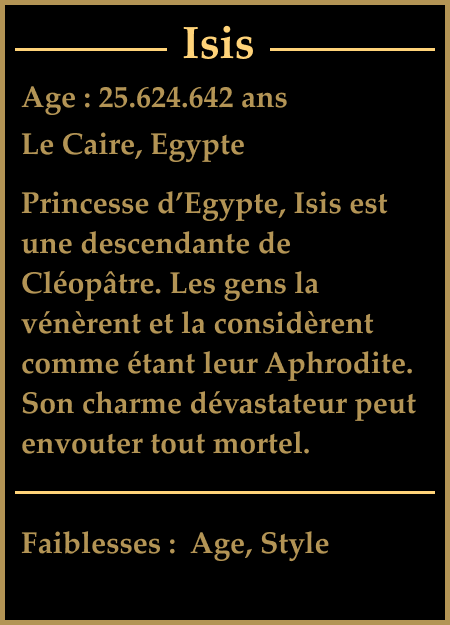 Isis
Age : 25.624.642 ans
Le Caire, Egypte
Princesse d’Egypte, Isis est
une descendante de
Cléopâtre. Les gens la
vénèrent et la considèrent
comme étant leur Aphrodite.
Son charme dévastateur peut
envouter tout mortel.
Faiblesses :  Age, Style